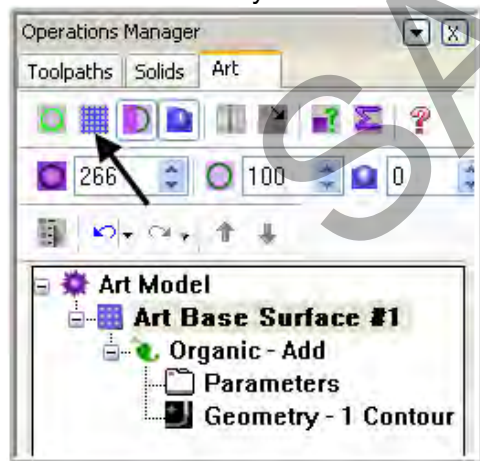 Operations Manager
Toolpaths Solids Art
266 100 0
Art Model
Art Base Surface #1
Organic - Add
Parameters
Geometry - 1 Contour